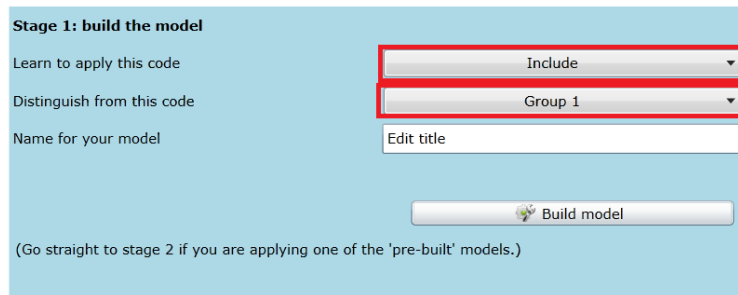 Stage 1: build the model
Learn to apply this code Include
Distinguish from this code Group 1
Name for your model Edit title
Build model
(Go straight to stage 2 if you are applying one of the 'pre-built' models.)